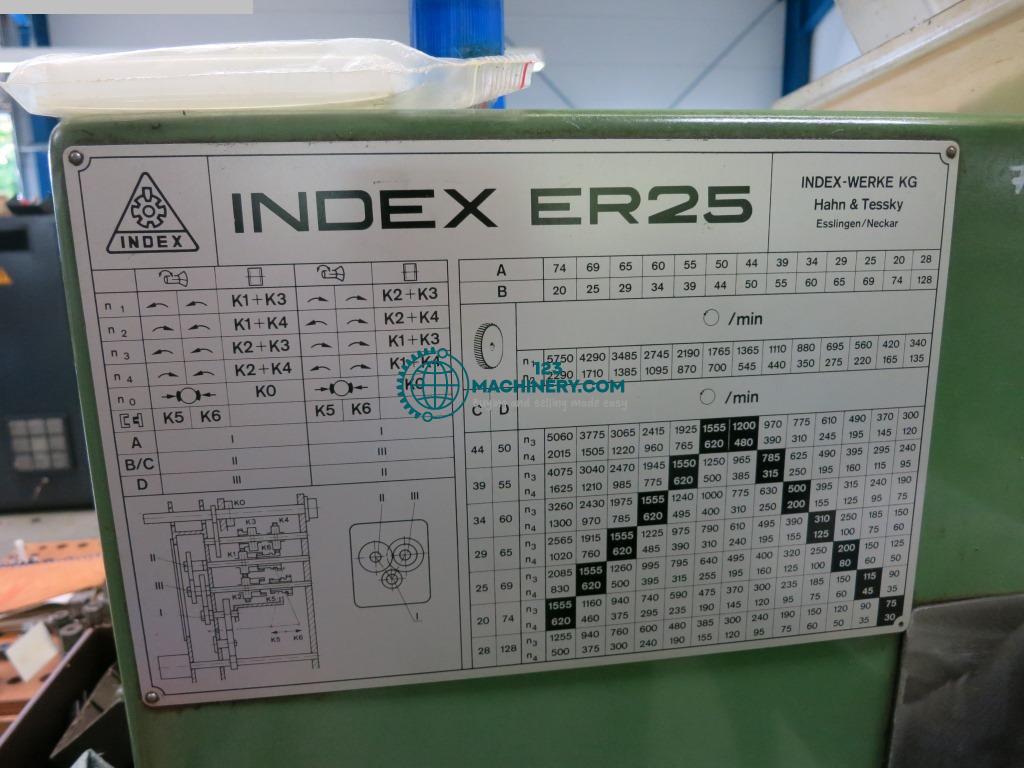 INDEX
INDEX ER25
INDEX-WERKE KG
Hahn & Tessky
Esslingen/Neckar
n1 K1+K3 K2+K3
n2 K1+K4 K2+K4
n3 K2+K3 K1+K3
n4 K2+K4 K1+K4
n0 K0 K0
K5 K6 K5 K6
A I I
B/C II III
D III II
A 74 69 65 60 55 50 44 39 34 29 25 20 28
B 20 25 29 34 39 44 50 55 60 65 69 74 128
/min
5750 4290 3485 2745 2190 1765 1365 1110 880 695 560 420 340
2290 1710 1385 1095 870 700 545 440 350 275 220 165 135
C D /min
44 50 n3 5060 3775 3065 2415 1925 1555 1200 970 775 610 490 370 300
n4 2015 1505 1220 960 765 620 480 390 310 245 195 145 120
39 55 n3 4075 3040 2470 1945 1550 1250 965 785 625 490 395 295 240
n4 1625 1210 985 775 620 500 385 315 250 195 160 115 95
34 60 n3 3260 2430 1975 1555 1240 1000 775 630 500 395 315 240 190
n4 1300 970 785 620 495 400 310 250 200 155 125 95 75
29 65 n3 2565 1915 1555 1225 975 790 610 495 390 310 250 185 150
n4 1020 760 620 485 390 310 240 195 155 125 100 75 60
25 69 n3 2085 1555 1260 995 795 640 495 400 320 250 200 150 125
n4 830 620 500 395 315 255 195 160 125 100 80 60 50
20 74 n3 1555 1160 940 740 590 475 370 300 235 185 150 115 90
n4 620 460 375 295 235 190 145 120 95 75 60 45 35
28 128 n3 1255 940 760 600 480 385 300 240 190 150 120 90 75
n4 500 375 300 240 190 155 120 95 75 60 50 35 30
K0
K3 K4
K1 K6
II
III
I
K5
K5 K6
II III
I
123
MACHINERY.COM
buying and selling made easy